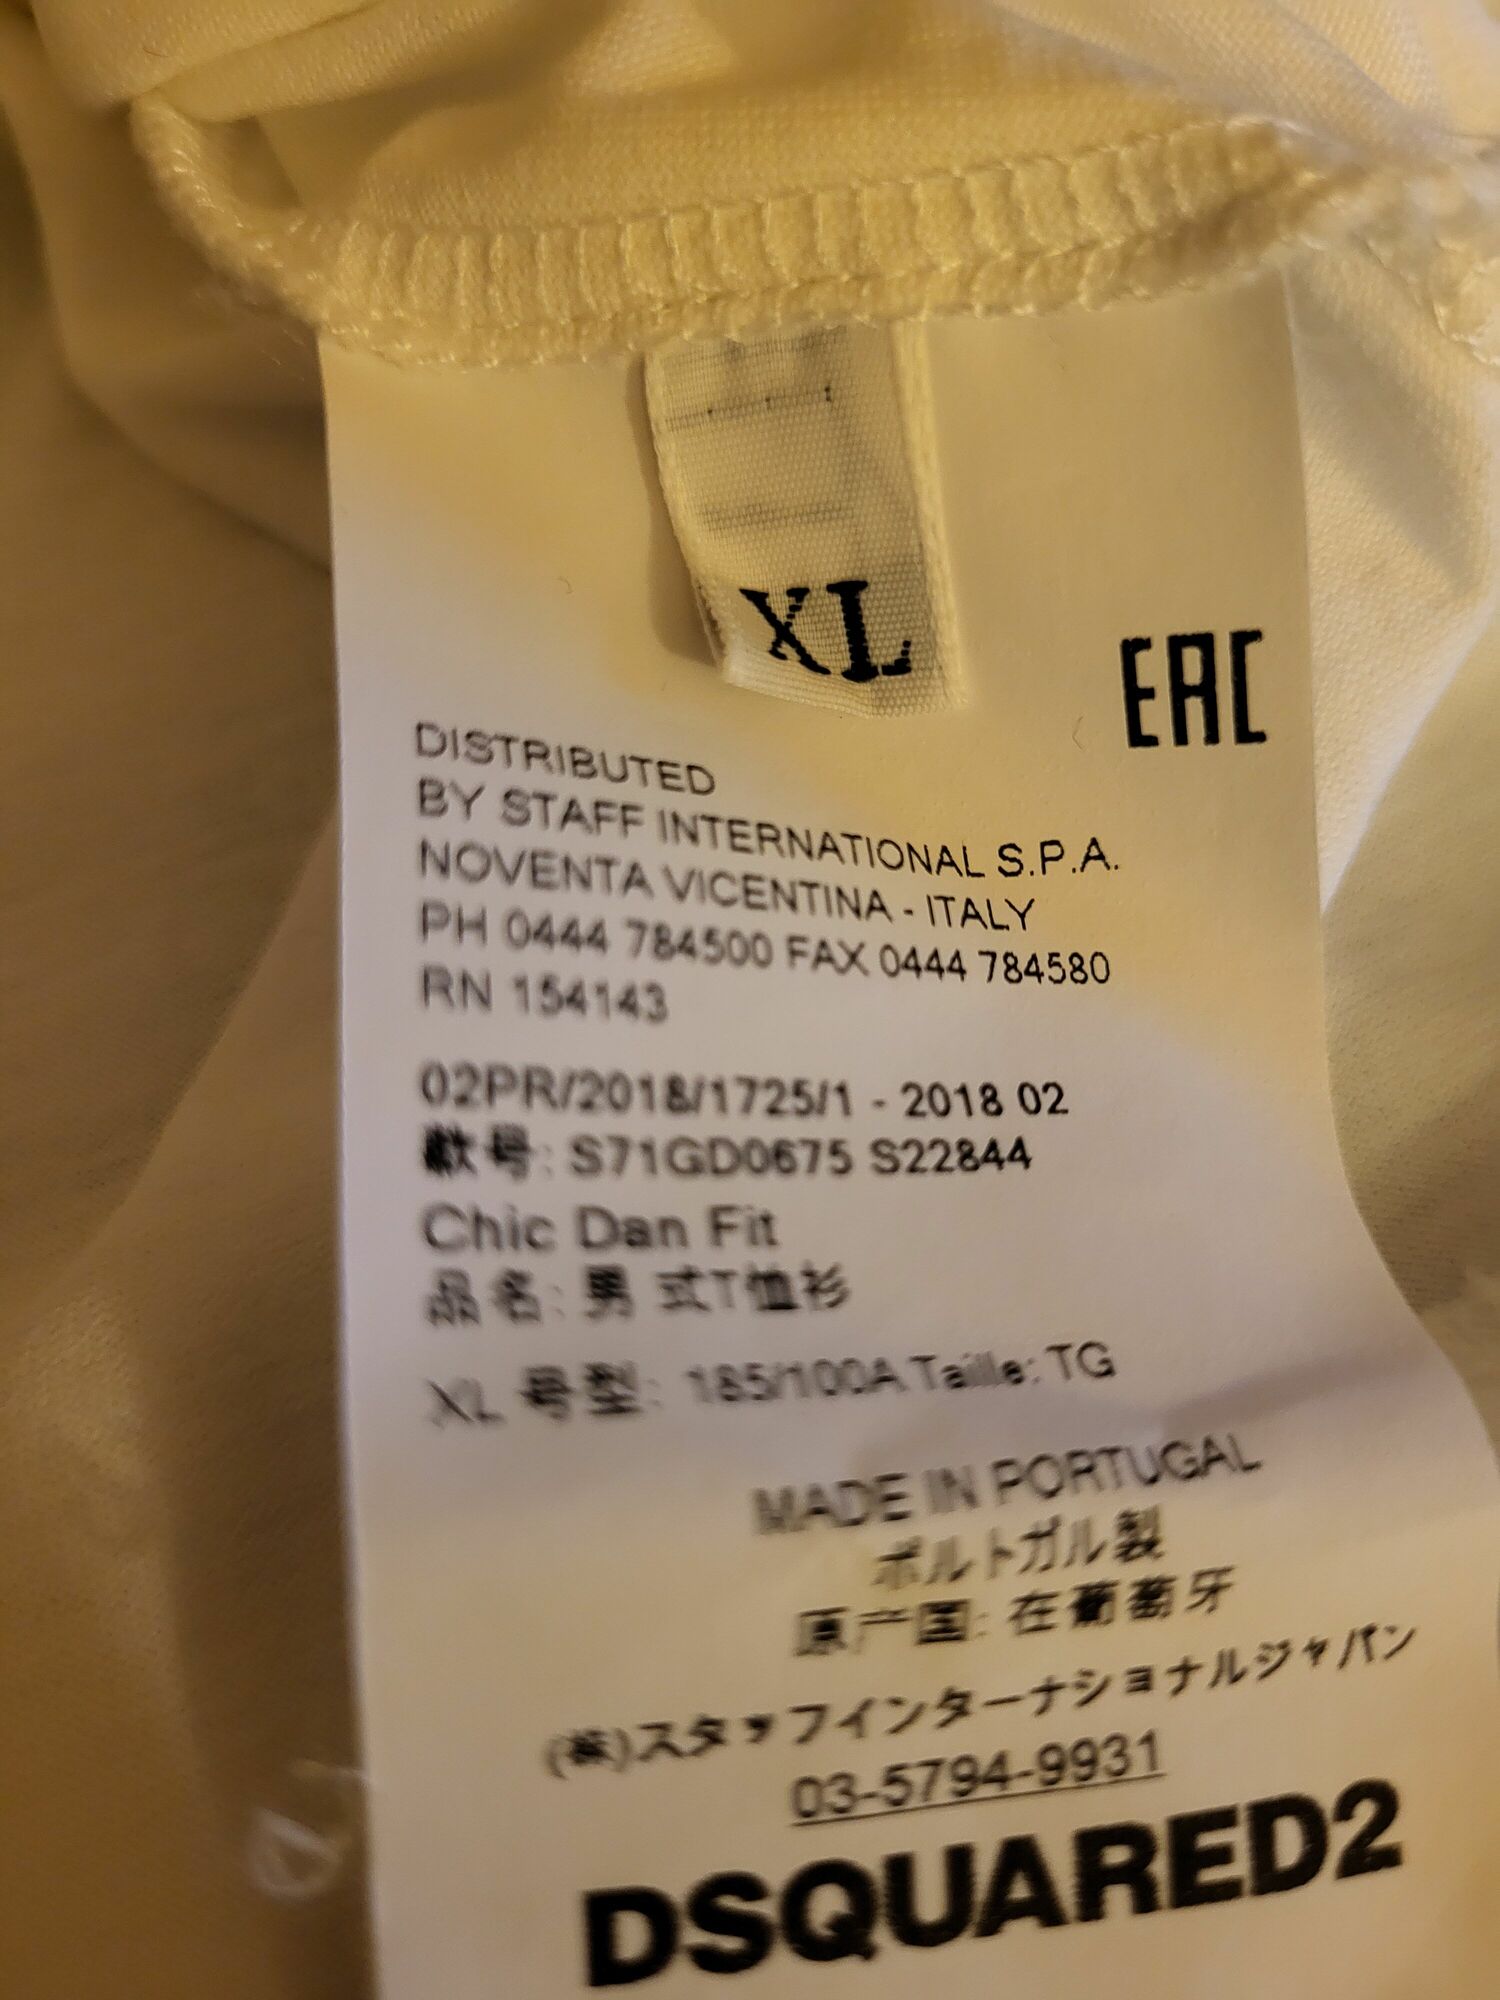 XL
EAC
DISTRIBUTED
BY STAFF INTERNATIONAL S.P.A.
NOVENTA VICENTINA - ITALY
PH 0444 784500 FAX 0444 784580
RN 154143
02PR/2018/1725/1 - 2018 02
款号: S71GD0675 S22844
Chic Dan Fit
品名: 男 式T恤衫
XL 号型: 185/100A Taille: TG
MADE IN PORTUGAL
ポルトガル製
原产国: 在葡萄牙
(株)スタッフインターナショナルジャパン
03-5794-9931
DSQUARED2